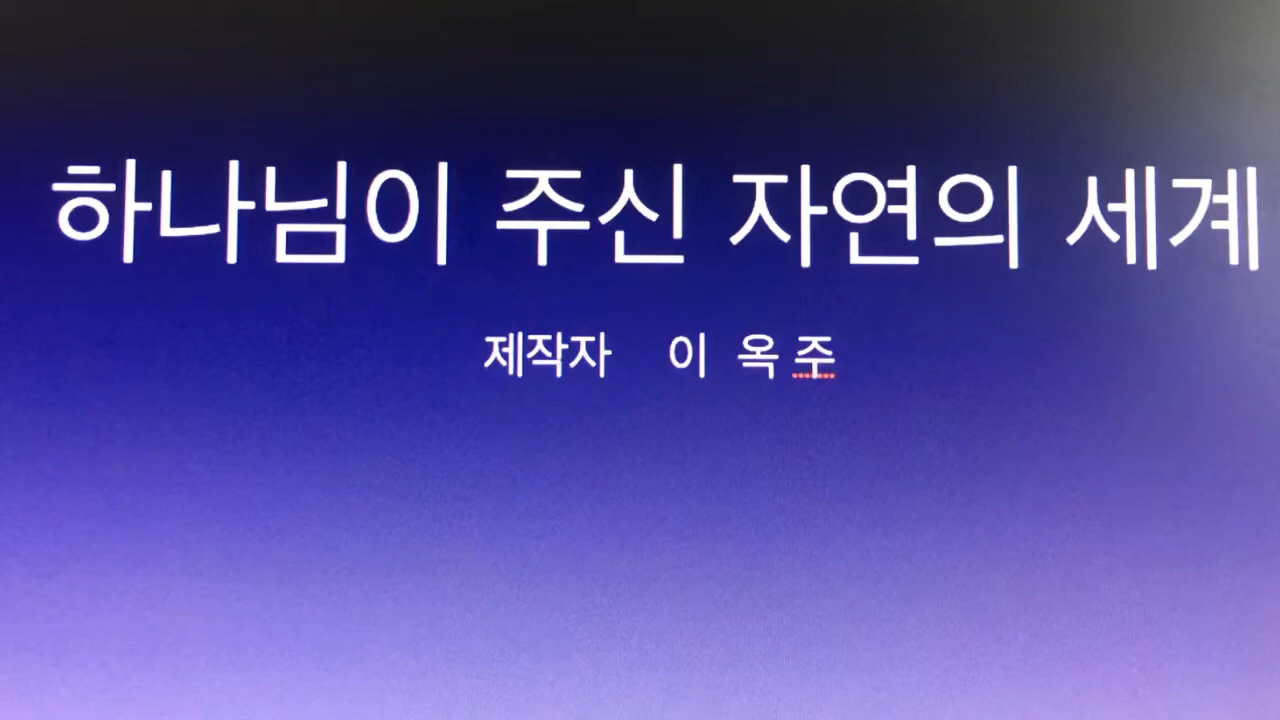 하나님이 주신 자연의 세계
제작자 이 옥 주